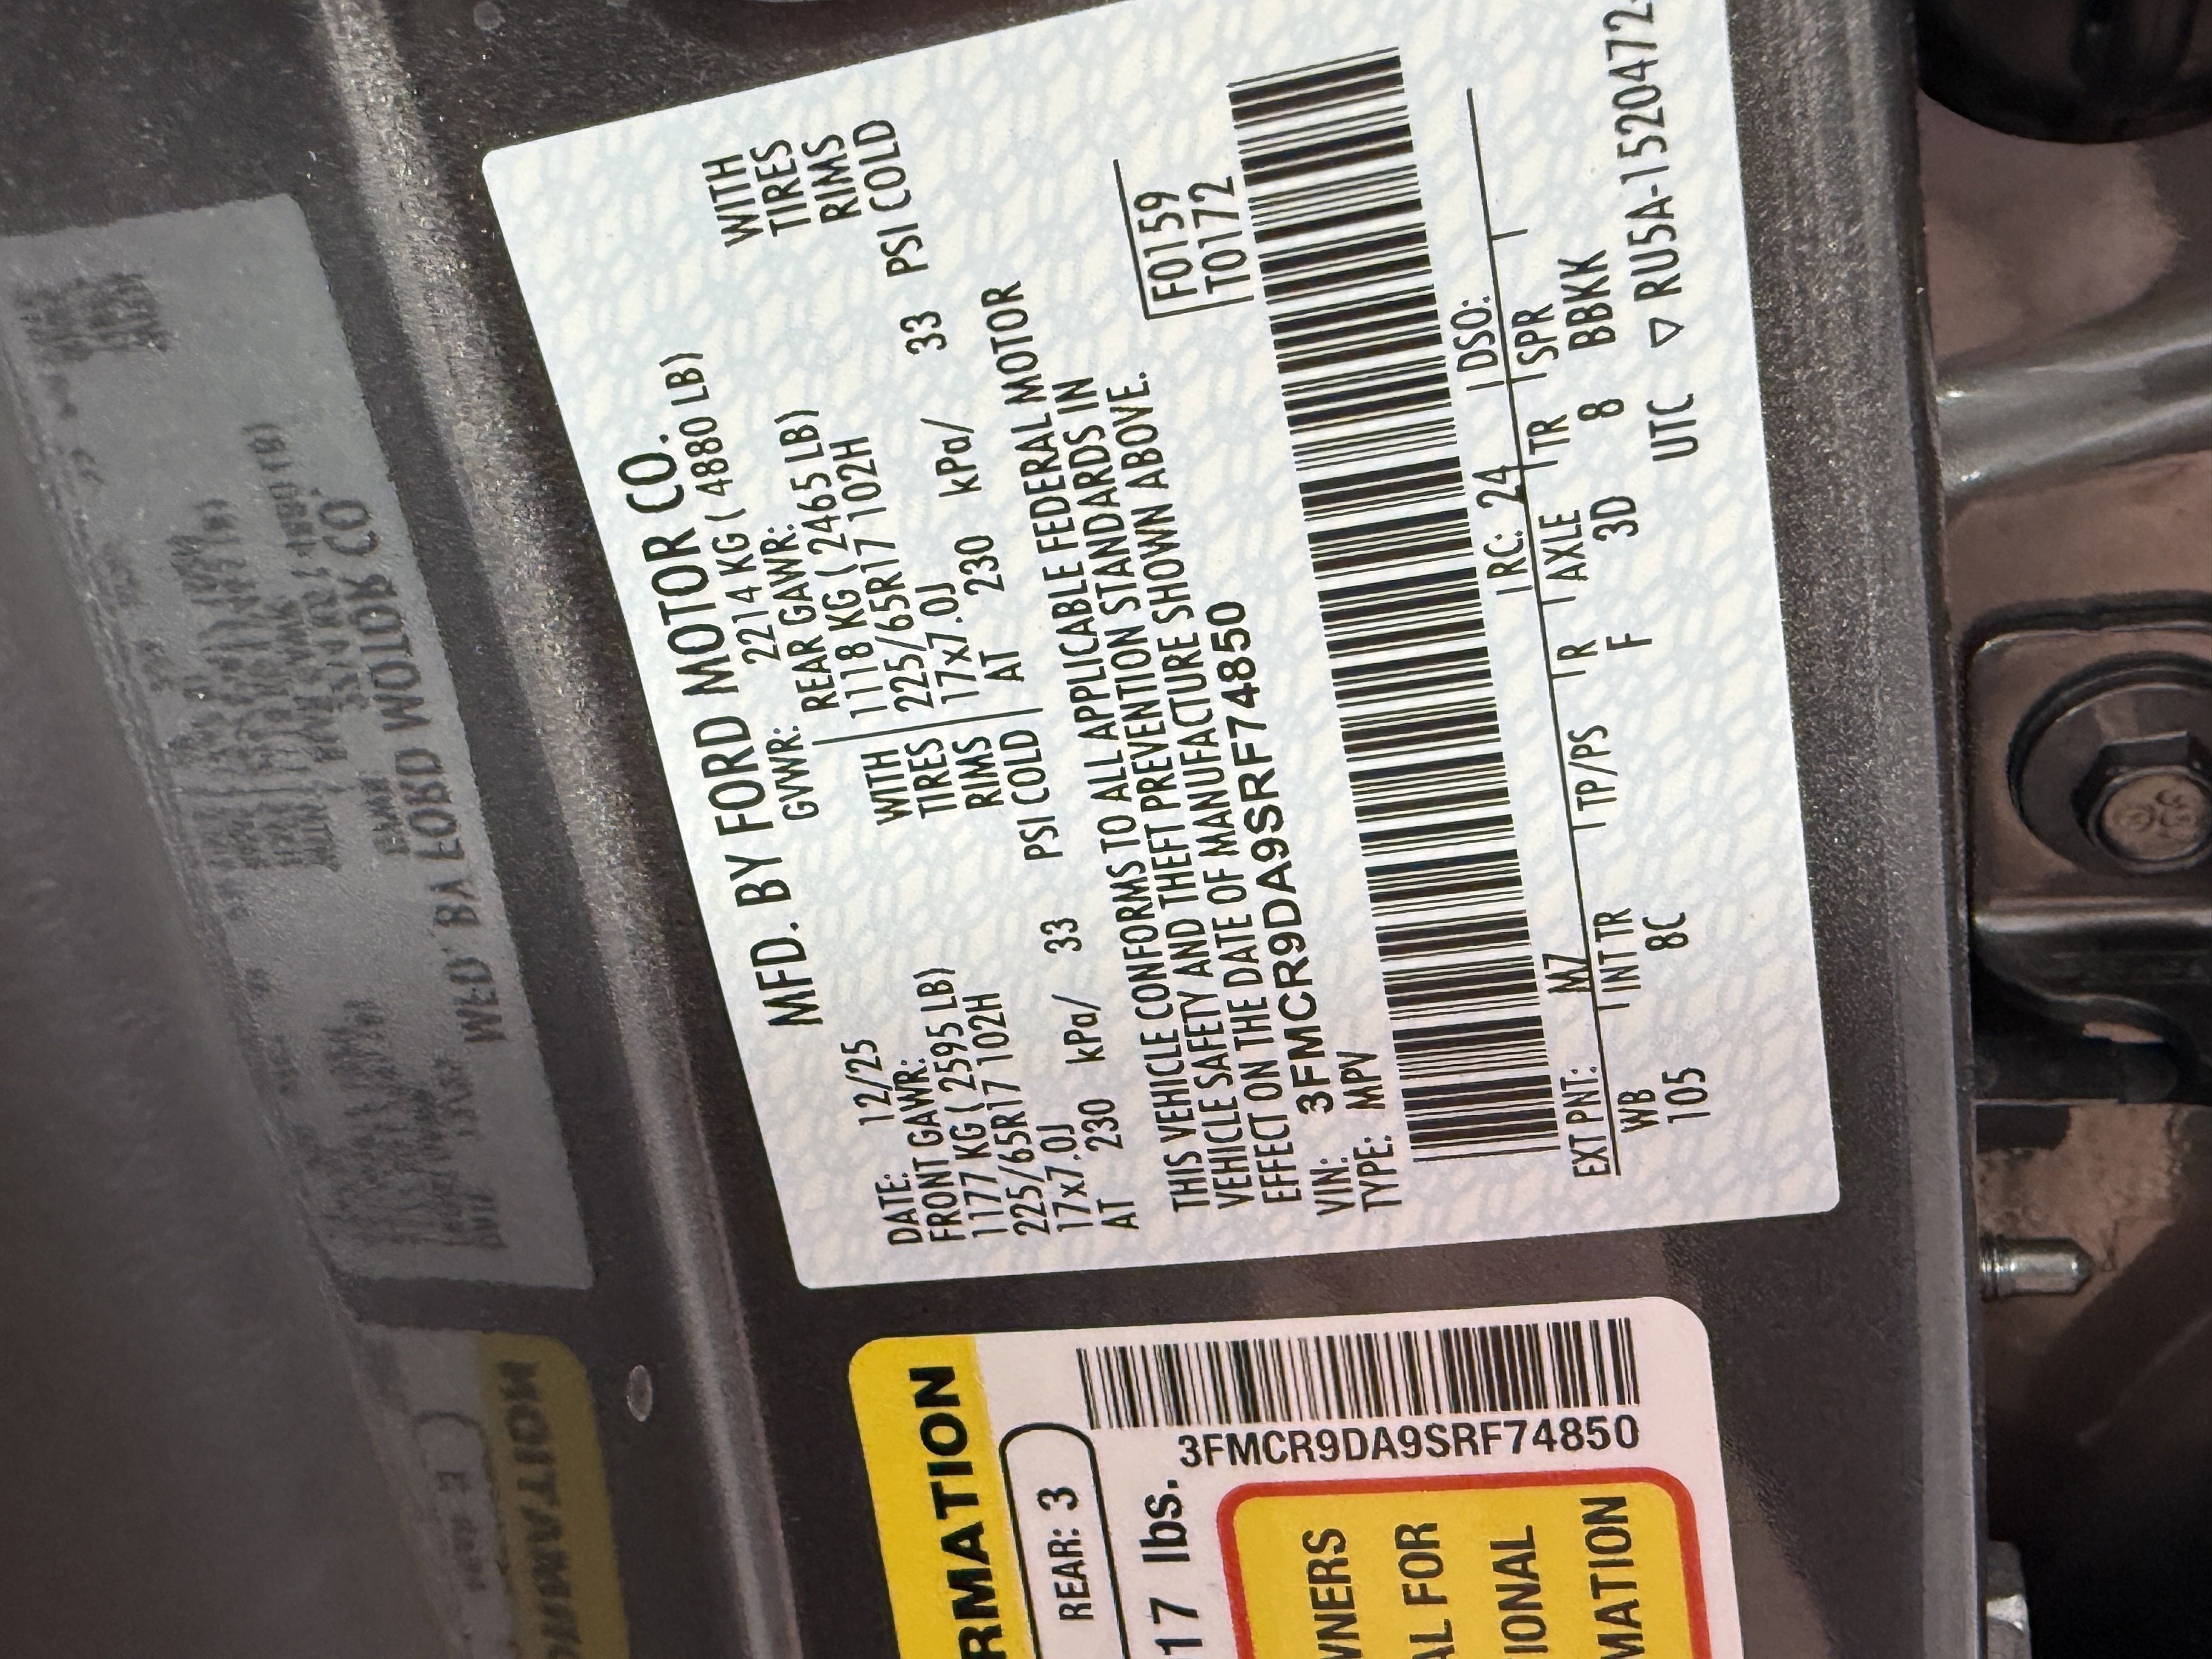 MFD. BY FORD MOTOR CO.
DATE: 12/25 GVWR: 2214 KG ( 4880 LB)
FRONT GAWR: REAR GAWR:
1177 KG ( 2595 LB) WITH 1118 KG ( 2465 LB) WITH
225/65R17 102H TIRES 225/65R17 102H TIRES
17x7.0J RIMS 17x7.0J RIMS
AT 230 kPa/ 33 PSI COLD AT 230 kPa/ 33 PSI COLD
THIS VEHICLE CONFORMS TO ALL APPLICABLE FEDERAL MOTOR
VEHICLE SAFETY AND THEFT PREVENTION STANDARDS IN
EFFECT ON THE DATE OF MANUFACTURE SHOWN ABOVE.
VIN: 3FMCR9DA9SRF74850
TYPE: MPV
F0159
T0172
EXT PNT: M7 RC: 24 DSO:
WB INT TR TP/PS R AXLE TR SPR
105 8C F 3D 8 BBKK
UTC ▽ RU5A-1520472-
RMATION
REAR: 3
17 lbs.
3FMCR9DA9SRF74850
WNERS
AL FOR
IONAL
MATION